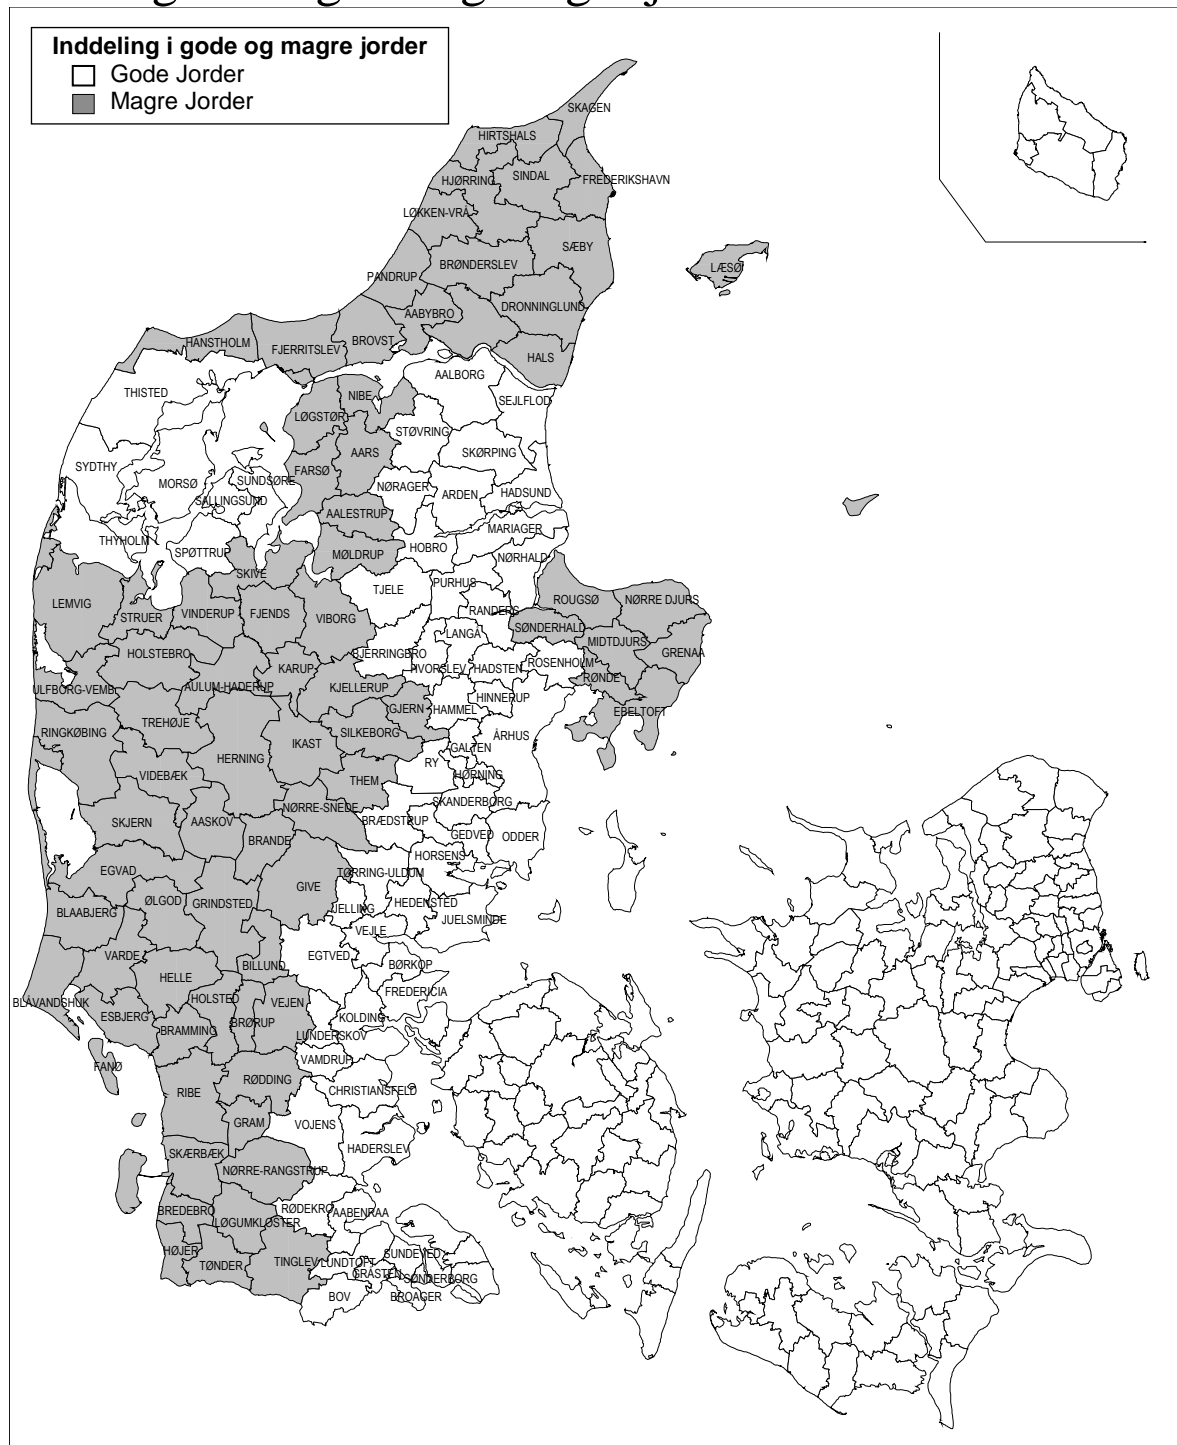 Inddeling i gode og magre jorder
Gode Jorder
Magre Jorder
SKAGEN
HIRTSHALS
HJØRRING
SINDAL
FREDERIKSHAVN
LØKKEN-VRÅ
SÆBY
BRØNDERSLEV
LÆSØ
PANDRUP
DRONNINGLUND
AABYBRO
HANSTHOLM
FJERRITSLEV
BROVST
HALS
AALBORG
THISTED
NIBE
SEJLFLOD
LØGSTØR
STØVRING
AARS
SKØRPING
SYDTHY
FARSØ
MORSØ
SUNDSØRE
NØRAGER
ARDEN
HADSUND
SALLINGSUND
AALESTRUP
MARIAGER
THYHOLM
SPØTTRUP
MØLDRUP
HOBRO
NØRHALD
SKIVE
TJELE
PURHUS
LEMVIG
STRUER
VINDERUP
FJENDS
VIBORG
RANDERS
ROUGSØ
NØRRE DJURS
SØNDERHALD
LANGÅ
MIDTDJURS
HOLSTEBRO
BJERRINGBRO
GRENAA
HVORSLEV
HADSTEN
ROSENHOLM
KARUP
RØNDE
ULFBORG-VEMB
AULUM-HADERUP
KJELLERUP
HINNERUP
GJERN
HAMMEL
EBELTOFT
TREHØJE
RINGKØBING
SILKEBORG
ÅRHUS
IKAST
GALTEN
HERNING
RY
VIDEBÆK
THEM
HØRNING
NØRRE-SNEDE
SKANDERBORG
SKJERN
AASKOV
BRÆDSTRUP
BRANDE
GEDVED
ODDER
HORSENS
EGVAD
TØRRING-ULDUM
GIVE
ØLGOD
GRINDSTED
JELLING
HEDENSTED
BLAABJERG
JUELSMINDE
VEJLE
VARDE
EGTVED
BILLUND
BØRKOP
HELLE
BLÅVANDSHUK
HOLSTED
VEJEN
FREDERICIA
ESBJERG
BRØRUP
KOLDING
BRAMMING
LUNDERSKOV
VAMDRUP
FANØ
RØDDING
RIBE
CHRISTIANSFELD
GRAM
VOJENS
HADERSLEV
SKÆRBÆK
NØRRE-RANGSTRUP
BREDEBRO
RØDEKRO
AABENRAA
LØGUMKLOSTER
HØJER
TØNDER
TINGLEV
LUNDTOFT
SUNDEVED
GRÅSTEN
SØNDERBORG
BOV
BROAGER